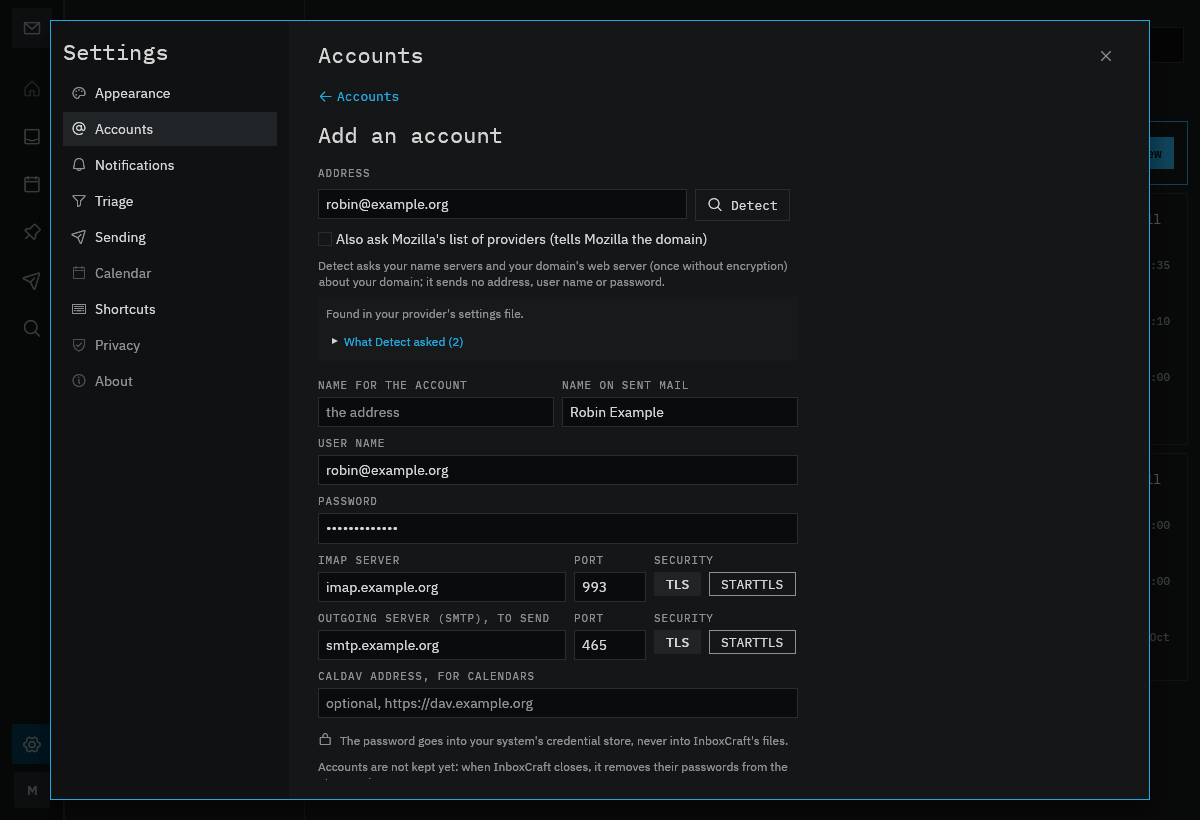 Settings
Appearance
Accounts
Notifications
Triage
Sending
Calendar
Shortcuts
Privacy
About
M
Accounts
← Accounts
Add an account
ADDRESS
robin@example.org
Detect
Also ask Mozilla's list of providers (tells Mozilla the domain)
Detect asks your name servers and your domain's web server (once without encryption)
about your domain; it sends no address, user name or password.
Found in your provider's settings file.
What Detect asked (2)
NAME FOR THE ACCOUNT NAME ON SENT MAIL
the address Robin Example
USER NAME
robin@example.org
PASSWORD
•••••••••••••
IMAP SERVER PORT SECURITY
imap.example.org 993 TLS STARTTLS
OUTGOING SERVER (SMTP), TO SEND PORT SECURITY
smtp.example.org 465 TLS STARTTLS
CALDAV ADDRESS, FOR CALENDARS
optional, https://dav.example.org
The password goes into your system's credential store, never into InboxCraft's files.
Accounts are not kept yet: when InboxCraft closes, it removes their passwords from the
:35
:10
:00
:00
:00
Oct